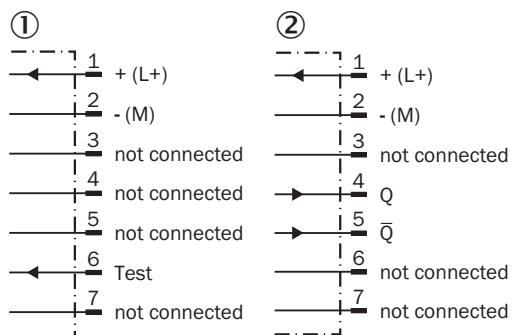 ①
1 + (L+)
2 - (M)
3 not connected
4 not connected
5 not connected
6 Test
7 not connected
②
1 + (L+)
2 - (M)
3 not connected
4 Q
5 Q̅
6 not connected
7 not connected